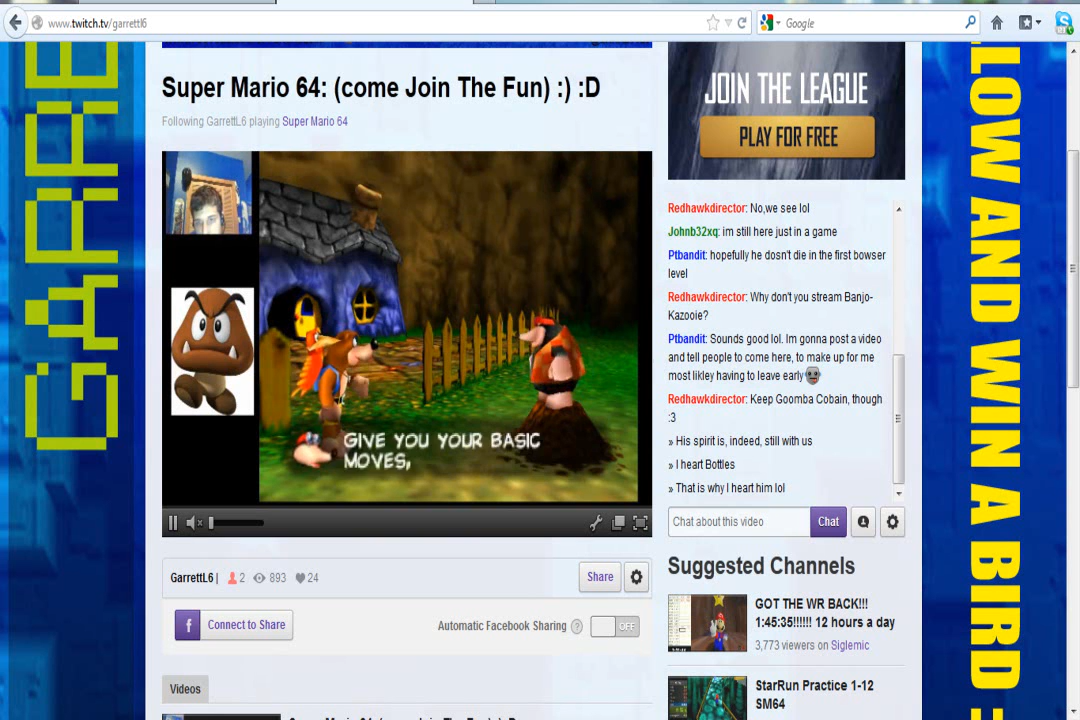 www.twitch.tv/garrettl6
Google
GARRE
Super Mario 64: (come Join The Fun) :) :D
Following GarrettL6 playing Super Mario 64
GIVE YOU YOUR BASIC
MOVES,
GarrettL6 | 2 893 24
Share
f Connect to Share
Automatic Facebook Sharing ? OFF
Videos
JOIN THE LEAGUE
PLAY FOR FREE
Redhawkdirector: No,we see lol
Johnb32xq: im still here just in a game
Ptbandit: hopefully he dosn't die in the first bowser
level
Redhawkdirector: Why don't you stream Banjo-
Kazooie?
Ptbandit: Sounds good lol. Im gonna post a video
and tell people to come here, to make up for me
most likley having to leave early
Redhawkdirector: Keep Goomba Cobain, though
:3
» His spirit is, indeed, still with us
» I heart Bottles
» That is why I heart him lol
Chat about this video
Chat
Suggested Channels
GOT THE WR BACK!!!
1:45:35!!!!!! 12 hours a day
3,773 viewers on Siglemic
StarRun Practice 1-12
SM64
LOW AND WIN A BIRD